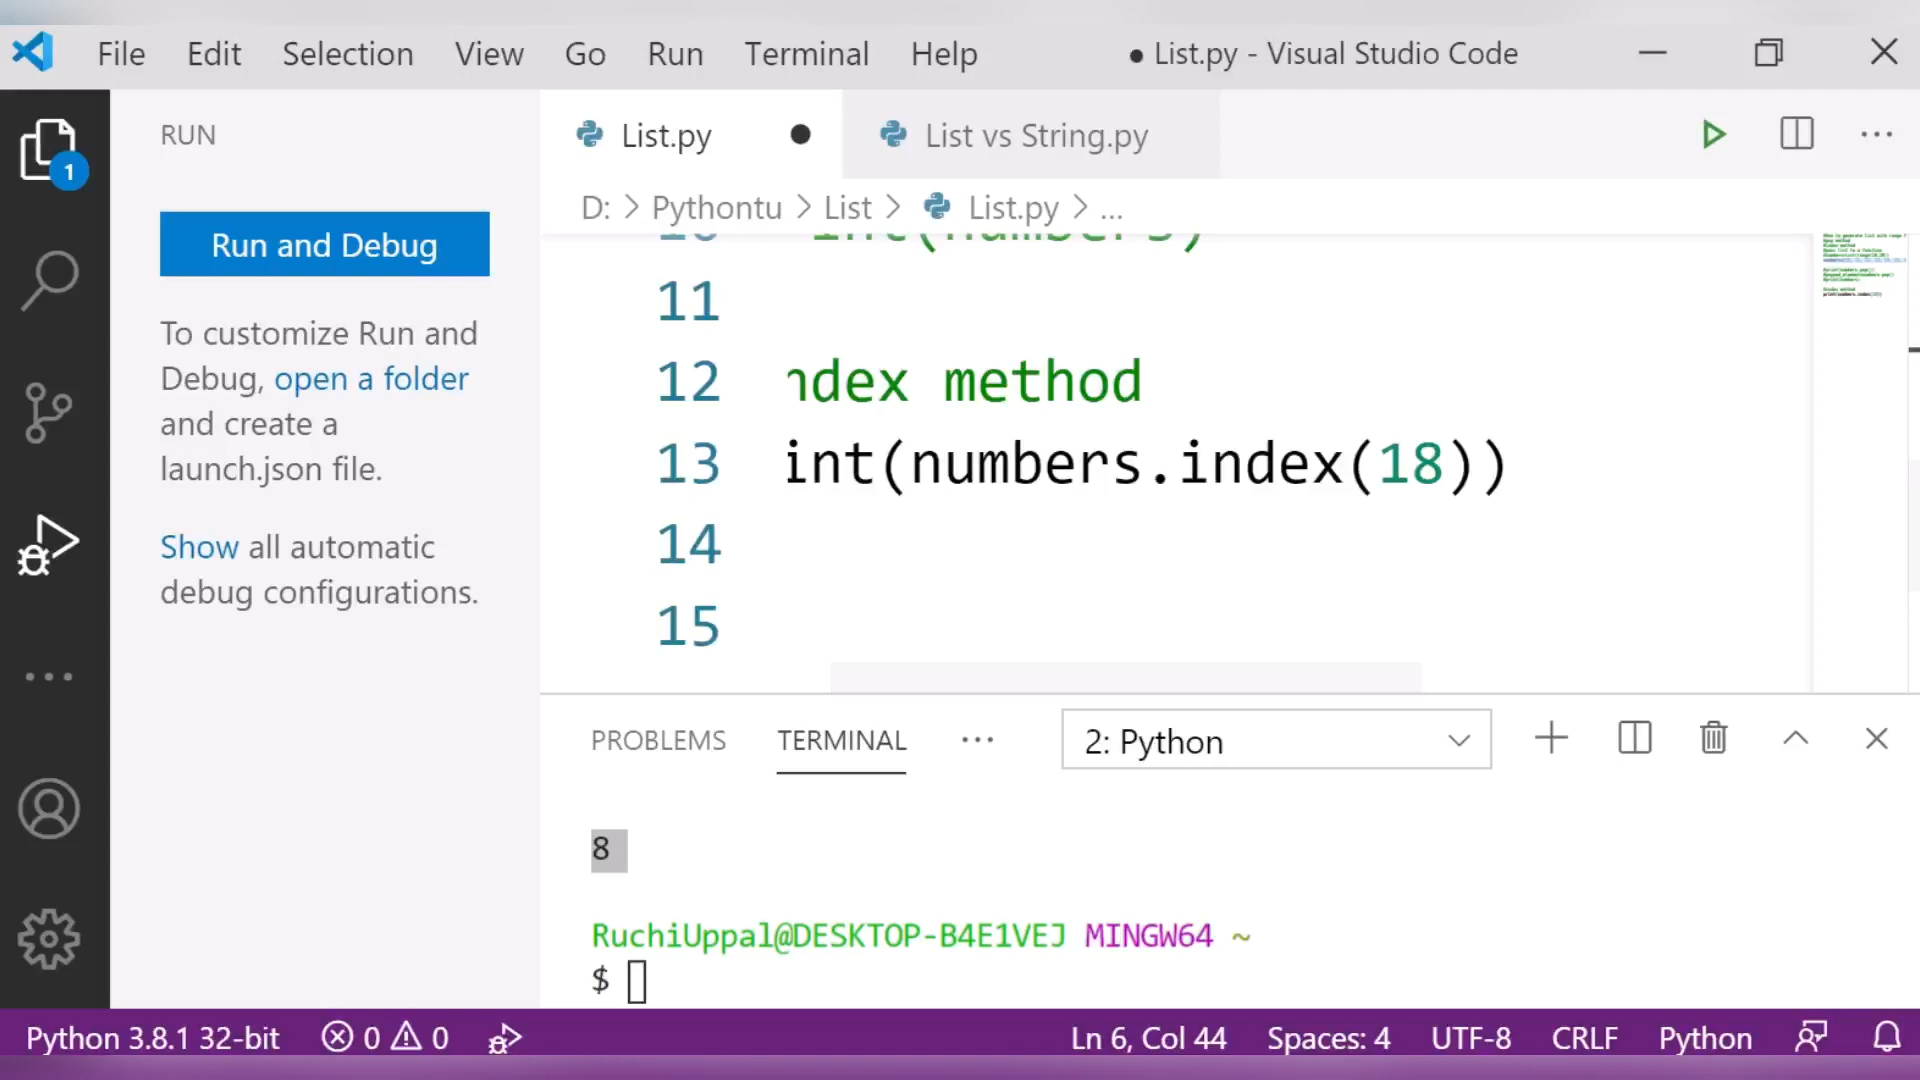 File Edit Selection View Go Run Terminal Help ● List.py - Visual Studio Code
1
RUN
Run and Debug
To customize Run and
Debug, open a folder
and create a
launch.json file.
Show all automatic
debug configurations.
List.py ● List vs String.py
D: > Pythontu > List > List.py > ...
10 int(numbers)
11
12 ndex method
13 int(numbers.index(18))
14
15
PROBLEMS TERMINAL ... 2: Python
8
RuchiUppal@DESKTOP-B4E1VEJ MINGW64 ~
$
Python 3.8.1 32-bit 0 0 Ln 6, Col 44 Spaces: 4 UTF-8 CRLF Python